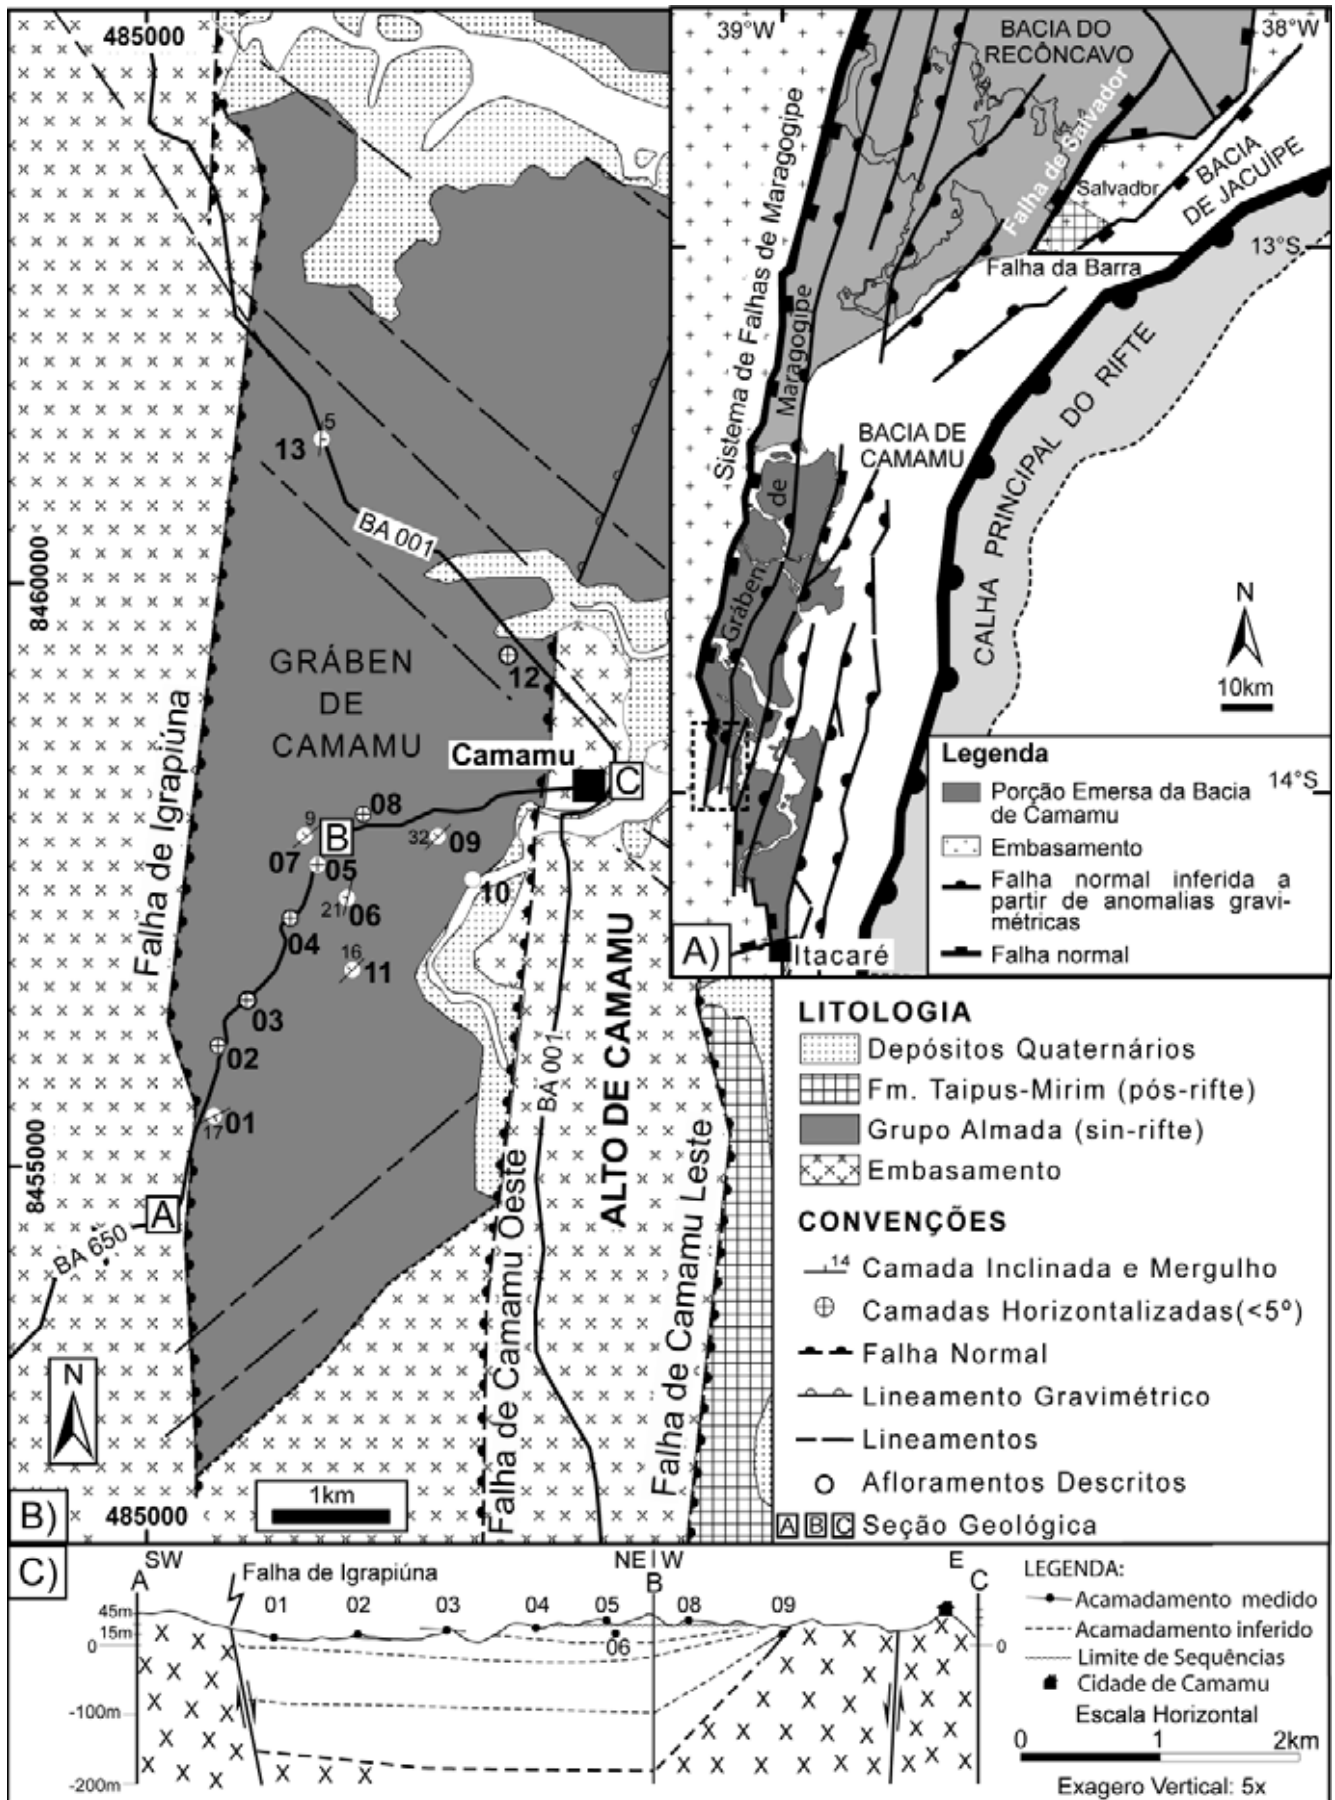 485000
GRÁBEN
DE
CAMAMU
Falha de Igrapiúna
BA 001
8460000
8455000
13
5
12
Camamu
C
B
08
9
07
05
32
09
10
21
06
04
16
11
03
02
01
17
A
BA 650
BA 001
ALTO DE CAMAMU
Falha de Camamu Oeste
Falha de Camamu Leste
N
1km
485000
B)
39°W
38°W
BACIA DO
RECÔNCAVO
Falha de Salvador
Sistema de Falhas de Maragogipe
Gráben de Maragogipe
Salvador
BACIA
DE JACUÍPE
13°S
Falha da Barra
BACIA DE
CAMAMU
CALHA PRINCIPAL DO RIFTE
N
10km
14°S
Itacaré
A)
Legenda
Porção Emersa da Bacia
de Camamu
Embasamento
Falha normal inferida a
partir de anomalias gravi-
métricas
Falha normal
LITOLOGIA
Depósitos Quaternários
Fm. Taipus-Mirim (pós-rifte)
Grupo Almada (sin-rifte)
Embasamento
CONVENÇÕES
14 Camada Inclinada e Mergulho
Camadas Horizontalizadas(<5º)
Falha Normal
Lineamento Gravimétrico
Lineamentos
Afloramentos Descritos
A B C Seção Geológica
C)
SW
NE W
E
A
B
C
Falha de Igrapiúna
01 02 03 04 05 08 09
06
45m
15m
0
-100m
-200m
0
LEGENDA:
Acamadamento medido
Acamadamento inferido
Limite de Sequências
Cidade de Camamu
Escala Horizontal
0 1 2km
Exagero Vertical: 5x